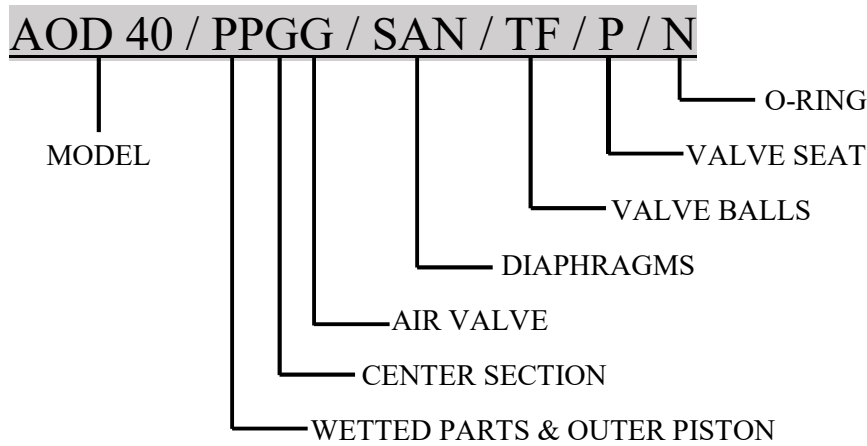 AOD 40 / PPGG / SAN / TF / P / N
O-RING
MODEL
VALVE SEAT
VALVE BALLS
DIAPHRAGMS
AIR VALVE
CENTER SECTION
WETTED PARTS & OUTER PISTON